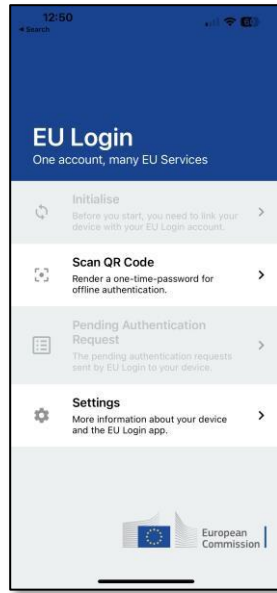 12:50
◀ Search
EU Login
One account, many EU Services
Initialise
Before you start, you need to link your
device with your EU Login account.
Scan QR Code
Render a one-time-password for
offline authentication.
Pending Authentication
Request
The pending authentication requests
sent by EU Login to your device.
Settings
More information about your device
and the EU Login app.
European
Commission